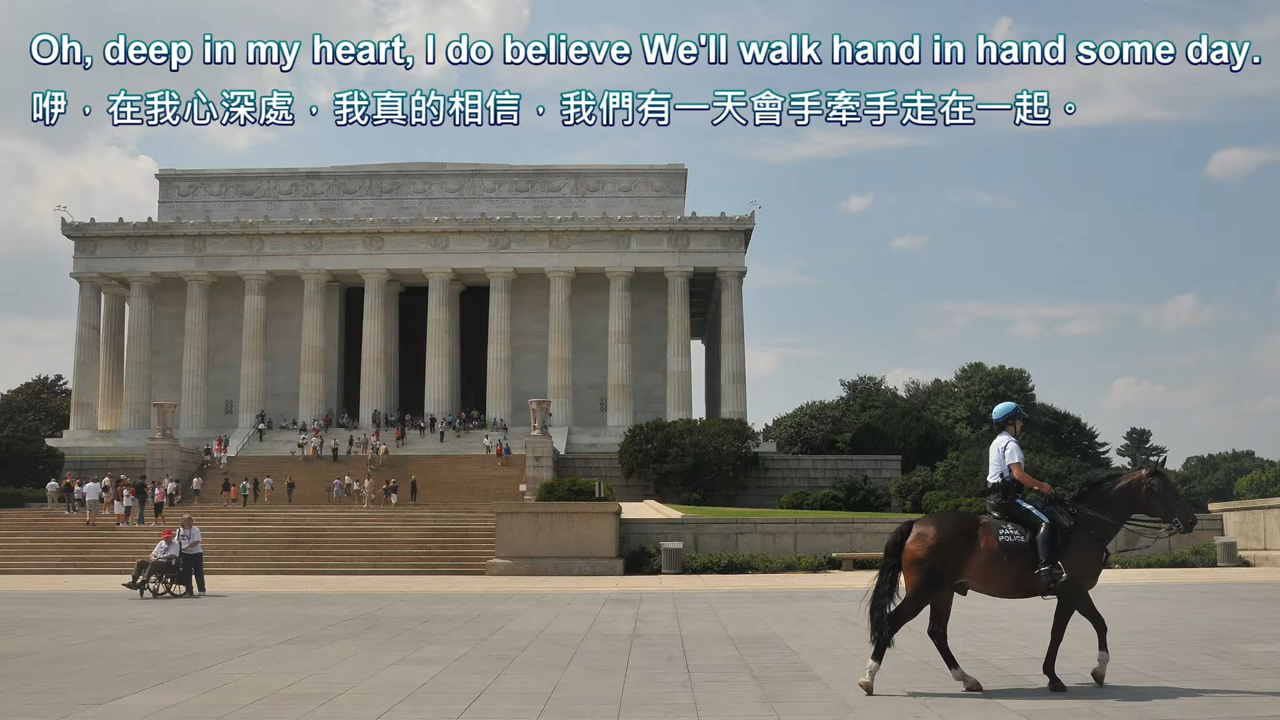 Oh, deep in my heart, I do believe We'll walk hand in hand some day.
咿，在我心深處，我真的相信，我們有一天會手牽手走在一起。
U.S.
PARK
POLICE